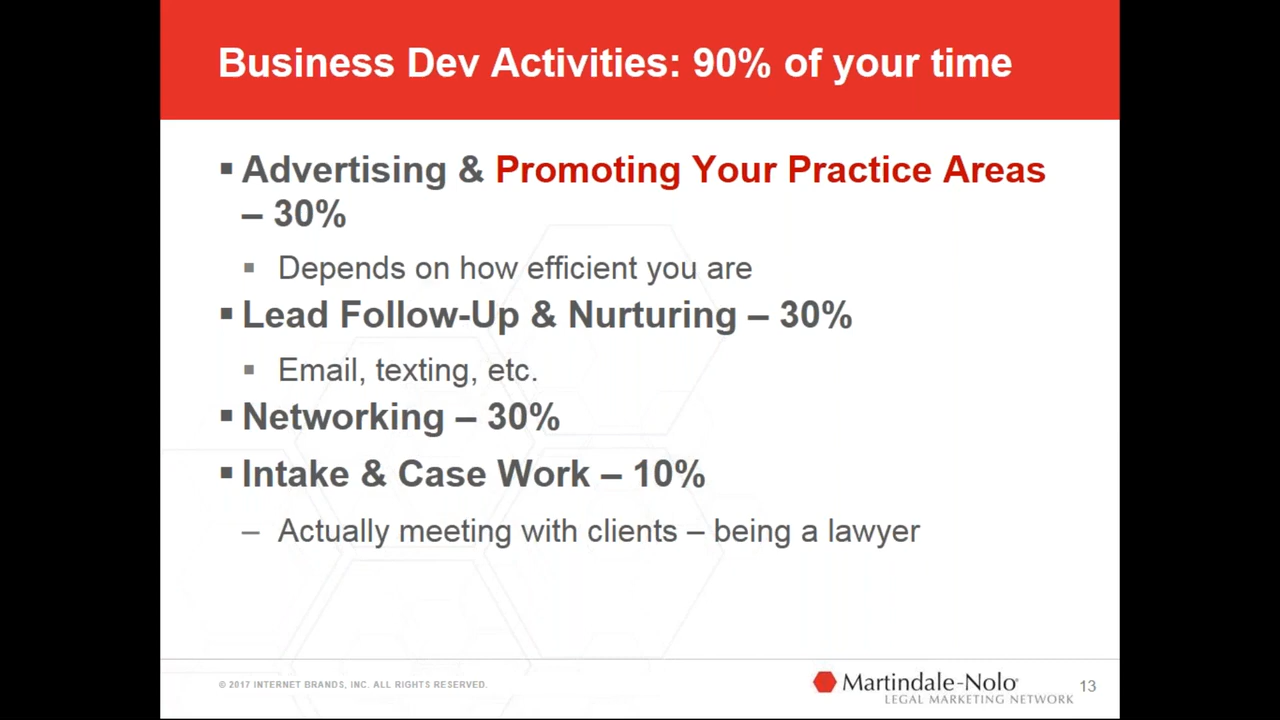 Business Dev Activities: 90% of your time
▪ Advertising & Promoting Your Practice Areas
– 30%
▪ Depends on how efficient you are
▪ Lead Follow-Up & Nurturing – 30%
▪ Email, texting, etc.
▪ Networking – 30%
▪ Intake & Case Work – 10%
– Actually meeting with clients – being a lawyer
© 2017 INTERNET BRANDS, INC. ALL RIGHTS RESERVED.
Martindale-Nolo®
LEGAL MARKETING NETWORK
13